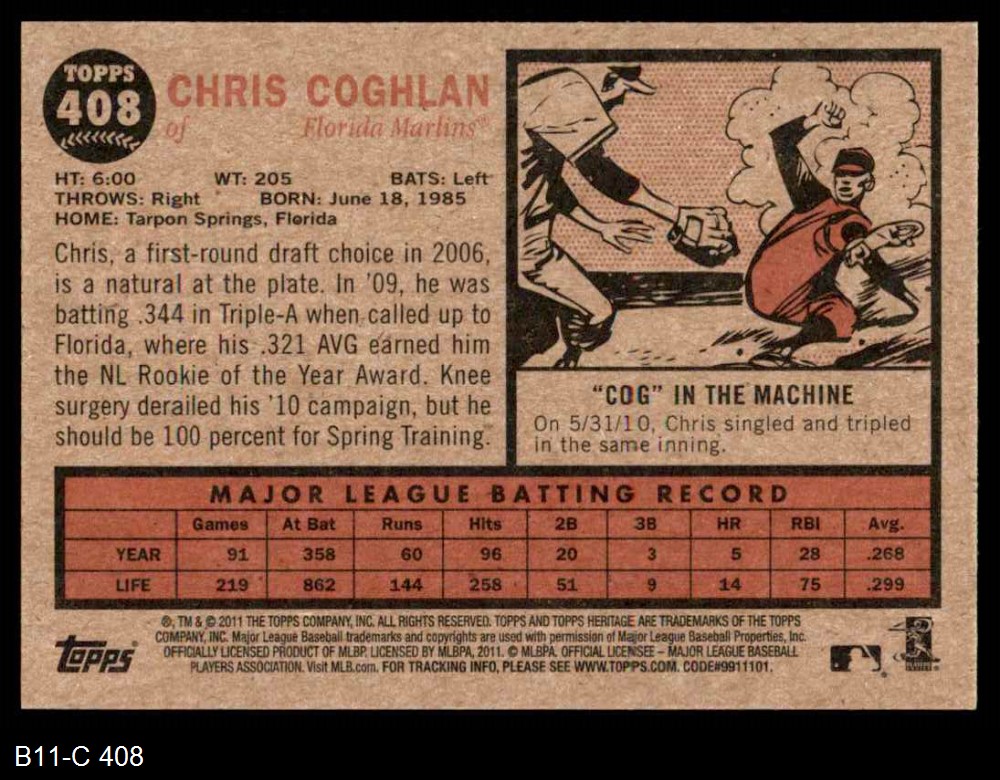 TOPPS
408
CHRIS COGHLAN
of Florida Marlins®
HT: 6:00 WT: 205 BATS: Left
THROWS: Right BORN: June 18, 1985
HOME: Tarpon Springs, Florida
Chris, a first-round draft choice in 2006,
is a natural at the plate. In '09, he was
batting .344 in Triple-A when called up to
Florida, where his .321 AVG earned him
the NL Rookie of the Year Award. Knee
surgery derailed his '10 campaign, but he
should be 100 percent for Spring Training.
"COG" IN THE MACHINE
On 5/31/10, Chris singled and tripled
in the same inning.
MAJOR LEAGUE BATTING RECORD
Games At Bat Runs Hits 2B 3B HR RBI Avg.
YEAR 91 358 60 96 20 3 5 28 .268
LIFE 219 862 144 258 51 9 14 75 .299
®, TM & © 2011 THE TOPPS COMPANY, INC. ALL RIGHTS RESERVED. TOPPS AND TOPPS HERITAGE ARE TRADEMARKS OF THE TOPPS
COMPANY, INC. Major League Baseball trademarks and copyrights are used with permission of Major League Baseball Properties, Inc.
OFFICIALLY LICENSED PRODUCT OF MLBP, LICENSED BY MLBPA, 2011. © MLBPA. OFFICIAL LICENSEE – MAJOR LEAGUE BASEBALL
PLAYERS ASSOCIATION. Visit MLB.com. FOR TRACKING INFO, PLEASE SEE WWW.TOPPS.COM. CODE#9911101.
Topps®
B11-C 408